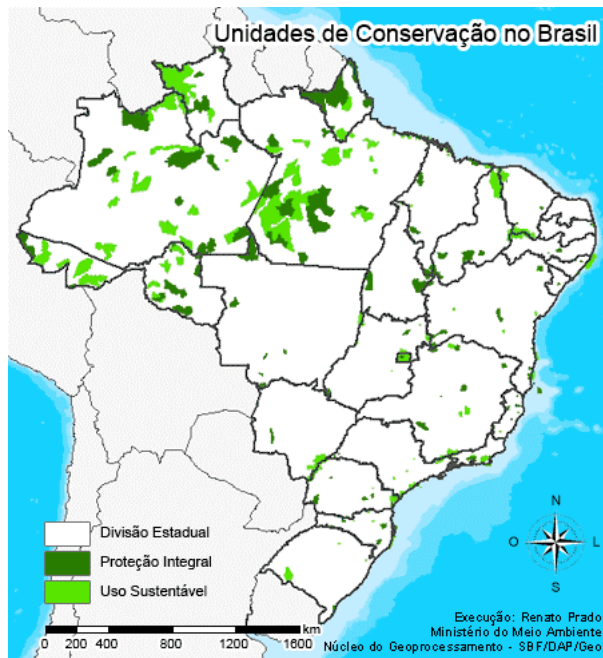 Unidades de Conservação no Brasil
Divisão Estadual
Proteção Integral
Uso Sustentável
km
0 200 400 800 1200 1600
N
O L
S
Execução: Renato Prado
Ministério do Meio Ambiente
Núcleo do Geoprocessamento - SBF/DAP/Geo